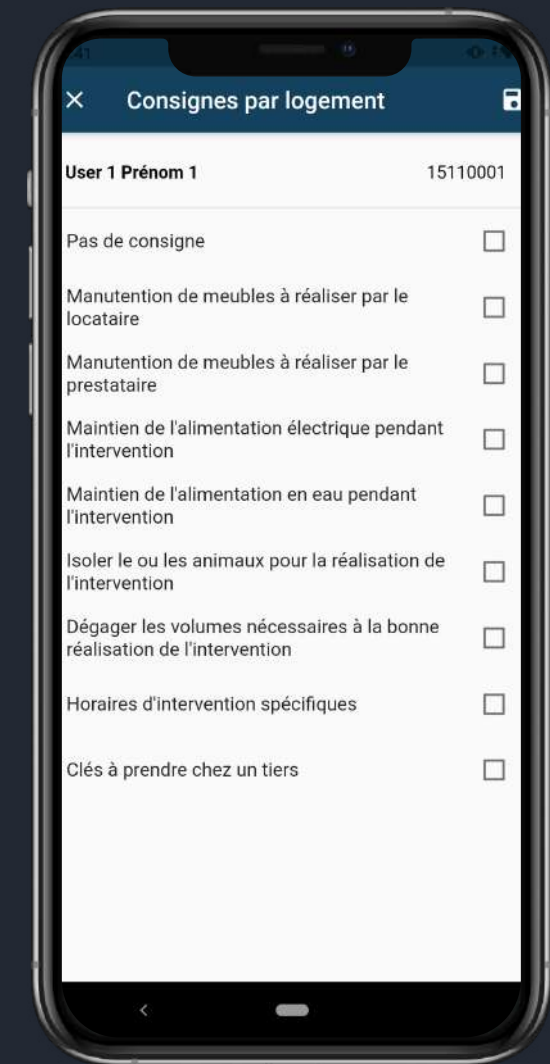 Consignes par logement
User 1 Prénom 1 15110001
Pas de consigne
Manutention de meubles à réaliser par le
locataire
Manutention de meubles à réaliser par le
prestataire
Maintien de l'alimentation électrique pendant
l'intervention
Maintien de l'alimentation en eau pendant
l'intervention
Isoler le ou les animaux pour la réalisation de
l'intervention
Dégager les volumes nécessaires à la bonne
réalisation de l'intervention
Horaires d'intervention spécifiques
Clés à prendre chez un tiers